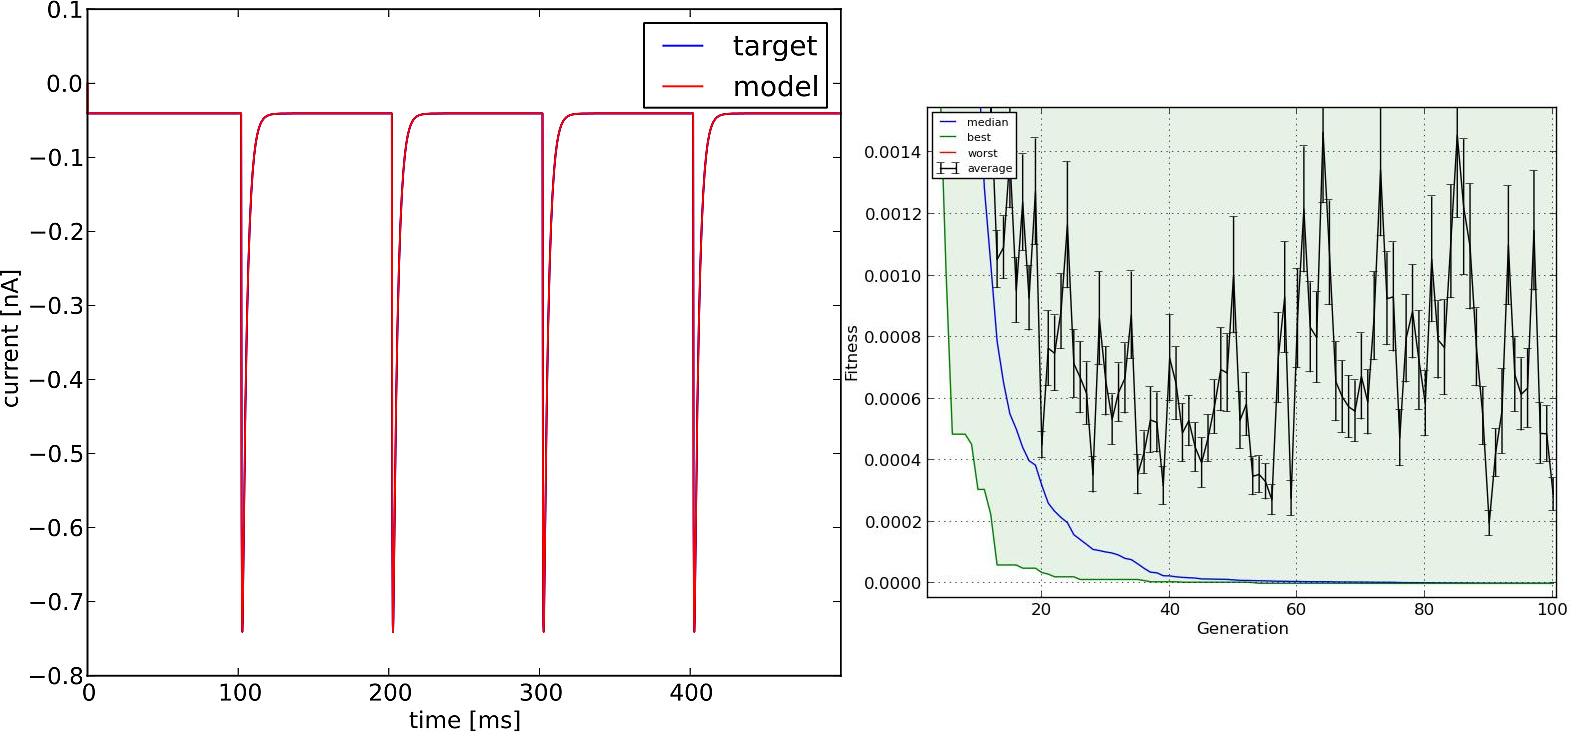 0.1
0.0
−0.1
−0.2
−0.3
−0.4
−0.5
−0.6
−0.7
−0.8
current [nA]
0 100 200 300 400
time [ms]
target
model
0.0014
0.0012
0.0010
0.0008
0.0006
0.0004
0.0002
0.0000
Fitness
median
best
worst
average
20 40 60 80 100
Generation